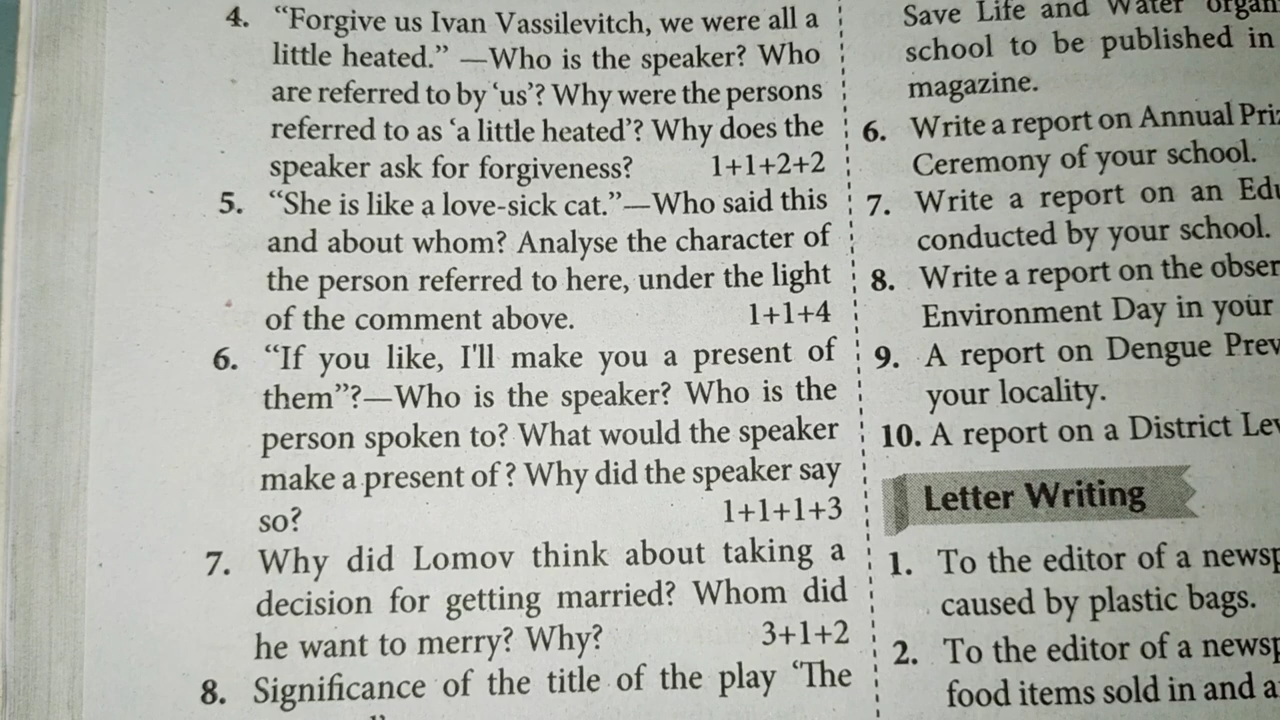 4. “Forgive us Ivan Vassilevitch, we were all a
little heated.” —Who is the speaker? Who
are referred to by ‘us’? Why were the persons
referred to as ‘a little heated’? Why does the
speaker ask for forgiveness? 1+1+2+2
5. “She is like a love-sick cat.”—Who said this
and about whom? Analyse the character of
the person referred to here, under the light
of the comment above. 1+1+4
6. “If you like, I'll make you a present of
them”?—Who is the speaker? Who is the
person spoken to? What would the speaker
make a present of? Why did the speaker say
so? 1+1+1+3
7. Why did Lomov think about taking a
decision for getting married? Whom did
he want to merry? Why? 3+1+2
8. Significance of the title of the play ‘The
Save Life and Water
school to be published in
magazine.
6. Write a report on Annual
Ceremony of your school.
7. Write a report on an
conducted by your school.
8. Write a report on the
Environment Day in your
9. A report on Dengue
your locality.
10. A report on a District
Letter Writing
1. To the editor of a
caused by plastic bags.
2. To the editor of a
food items sold in and